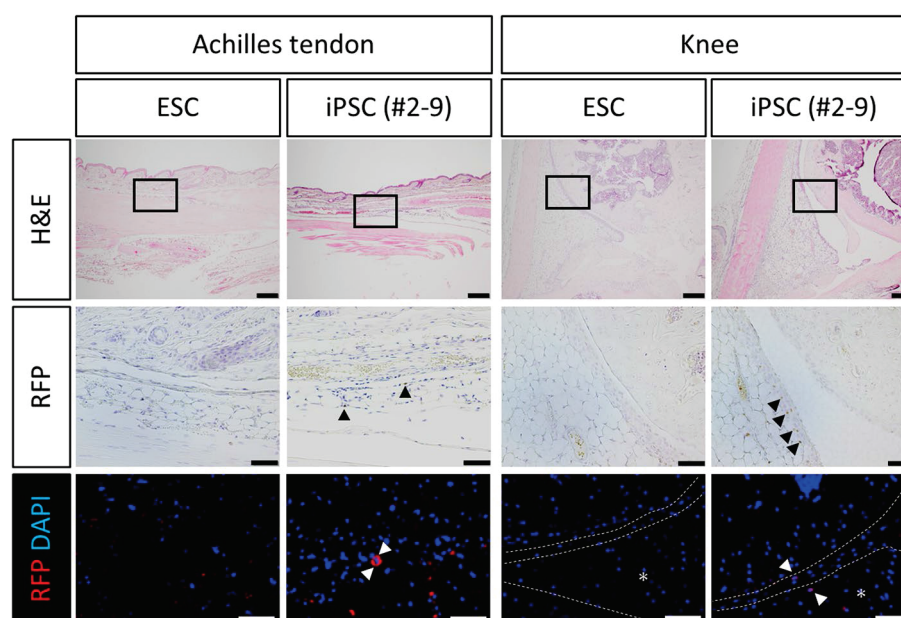 Achilles tendon
Knee
ESC
iPSC (#2-9)
ESC
iPSC (#2-9)
H&E
RFP
RFP DAPI
*
*